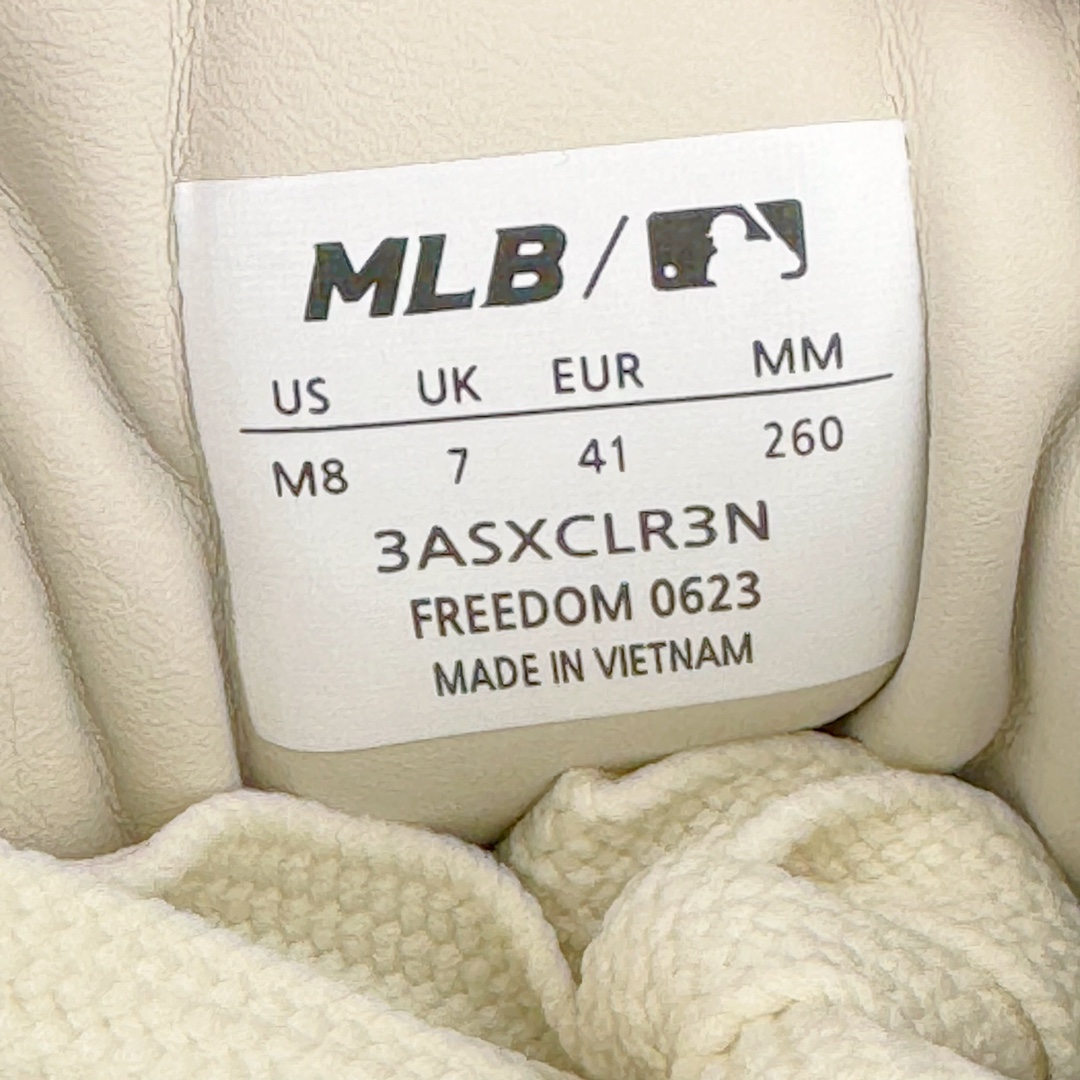 MLB /
US UK EUR MM
M8 7 41 260
3ASXCLR3N
FREEDOM 0623
MADE IN VIETNAM